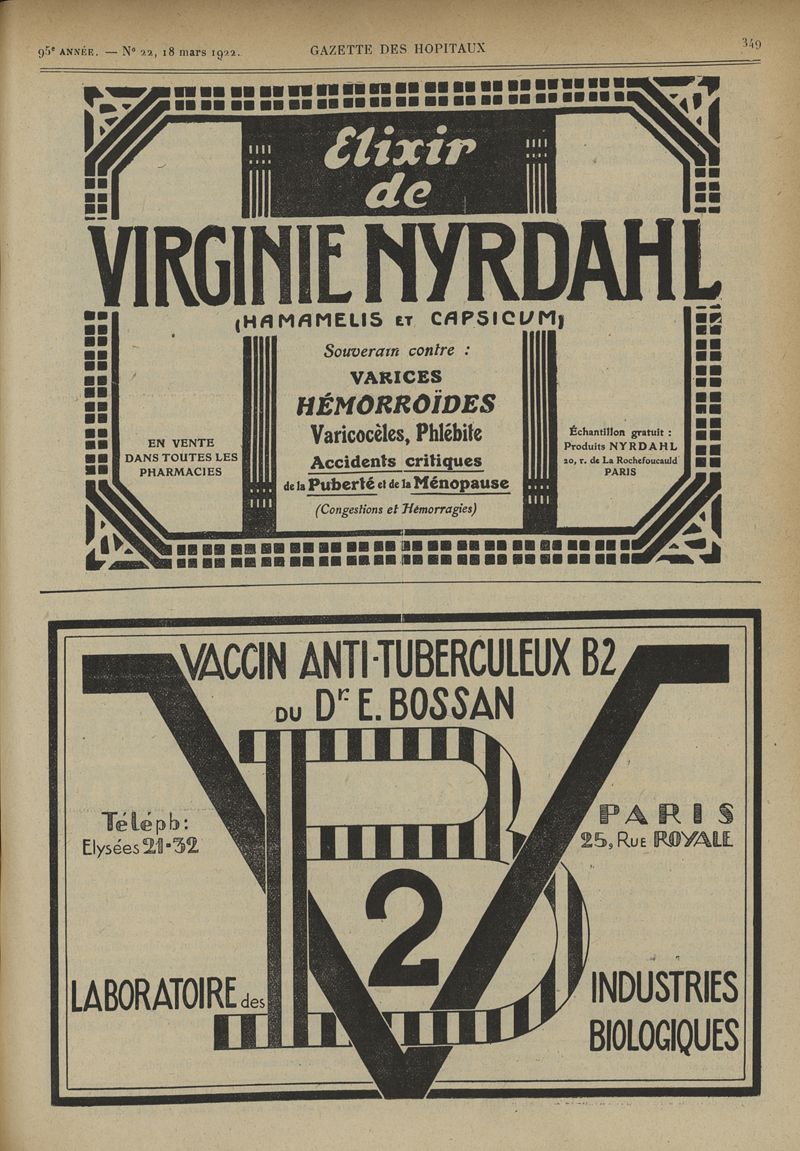 95e ANNÉE. — No 22, 18 mars 1922. GAZETTE DES HOPITAUX 349
Elixir
de
VIRGINIE NYRDAHL
(HAMAMELIS ET CAPSICUM)
Souverain contre :
VARICES
HÉMORROÏDES
Varicocèles, Phlébite
Accidents critiques
de la Puberté et de la Ménopause
(Congestions et Hémorragies)
EN VENTE
DANS TOUTES LES
PHARMACIES
Échantillon gratuit :
Produits NYRDAHL
20, r. de La Rochefoucauld
PARIS
VACCIN ANTI-TUBERCULEUX B2
DU Dr E. BOSSAN
VB2
Téléph:
Elysées 21-32
PARIS
25, RUE ROYALE
LABORATOIRE des
INDUSTRIES
BIOLOGIQUES